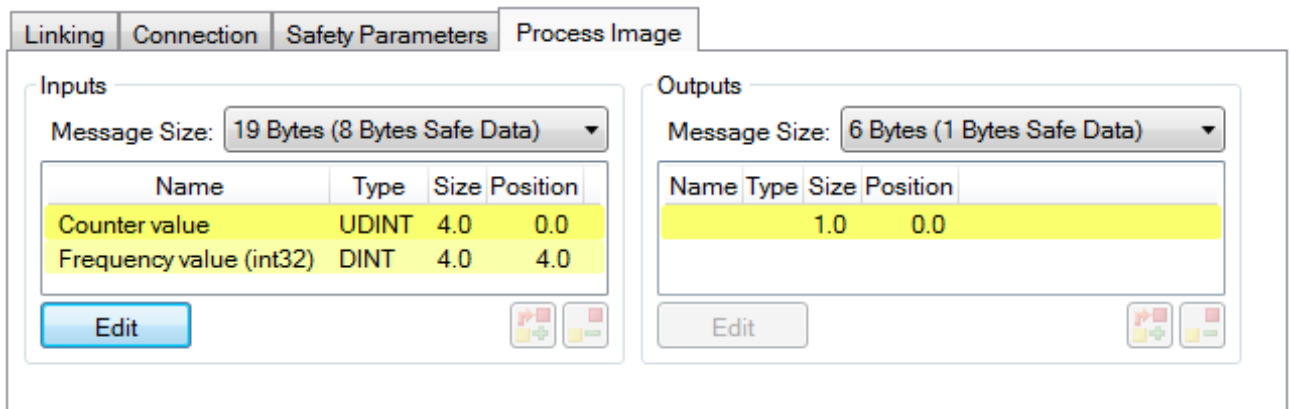 Linking Connection Safety Parameters Process Image
Inputs
Message Size: 19 Bytes (8 Bytes Safe Data)
Name Type Size Position
Counter value UDINT 4.0 0.0
Frequency value (int32) DINT 4.0 4.0
Edit
Outputs
Message Size: 6 Bytes (1 Bytes Safe Data)
Name Type Size Position
1.0 0.0
Edit